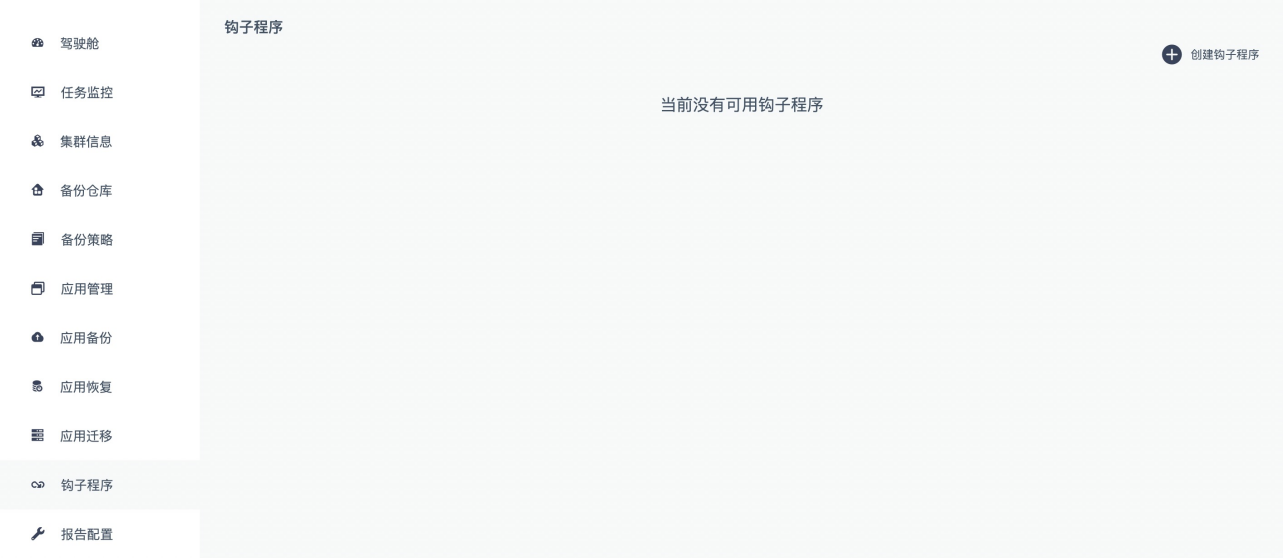 驾驶舱
任务监控
集群信息
备份仓库
备份策略
应用管理
应用备份
应用恢复
应用迁移
钩子程序
报告配置
钩子程序
创建钩子程序
当前没有可用钩子程序